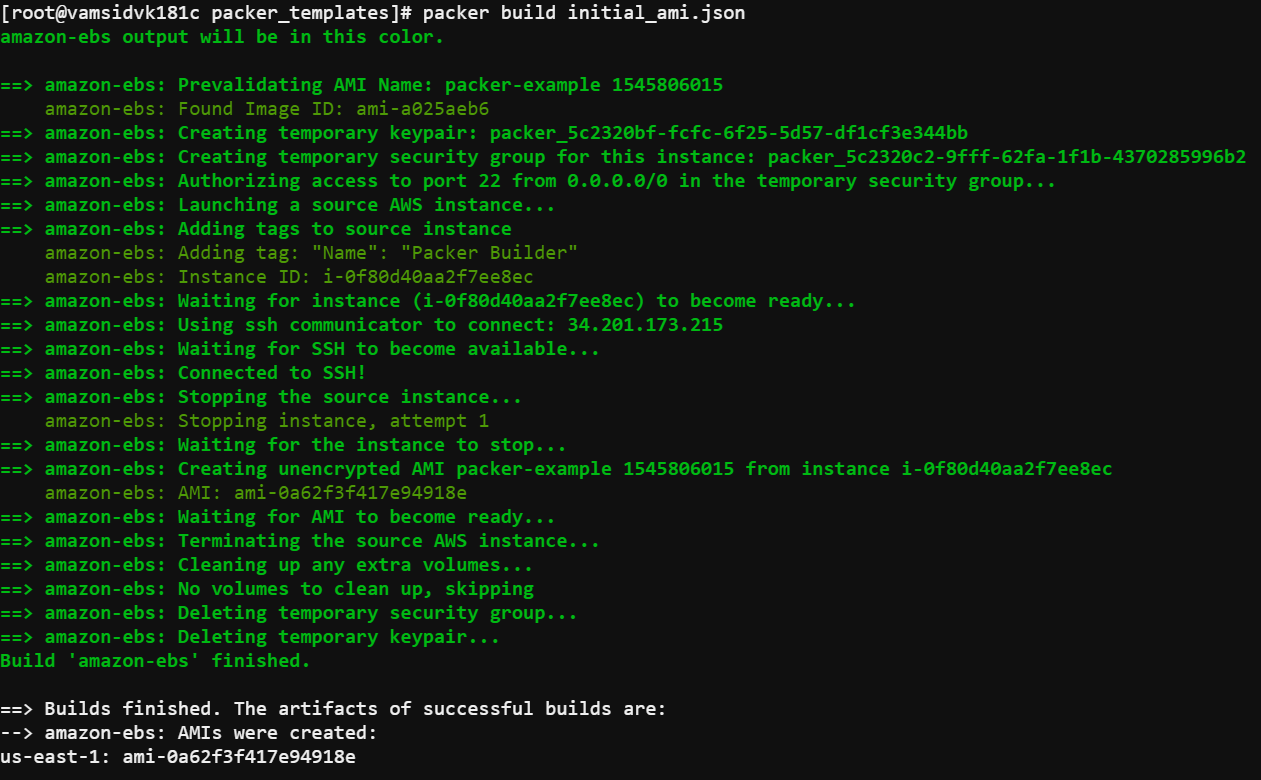 [root@vamsidvk181c packer_templates]# packer build initial_ami.json
amazon-ebs output will be in this color.

==> amazon-ebs: Prevalidating AMI Name: packer-example 1545806015
    amazon-ebs: Found Image ID: ami-a025aeb6
==> amazon-ebs: Creating temporary keypair: packer_5c2320bf-fcfc-6f25-5d57-df1cf3e344bb
==> amazon-ebs: Creating temporary security group for this instance: packer_5c2320c2-9fff-62fa-1f1b-4370285996b2
==> amazon-ebs: Authorizing access to port 22 from 0.0.0.0/0 in the temporary security group...
==> amazon-ebs: Launching a source AWS instance...
==> amazon-ebs: Adding tags to source instance
    amazon-ebs: Adding tag: "Name": "Packer Builder"
    amazon-ebs: Instance ID: i-0f80d40aa2f7ee8ec
==> amazon-ebs: Waiting for instance (i-0f80d40aa2f7ee8ec) to become ready...
==> amazon-ebs: Using ssh communicator to connect: 34.201.173.215
==> amazon-ebs: Waiting for SSH to become available...
==> amazon-ebs: Connected to SSH!
==> amazon-ebs: Stopping the source instance...
    amazon-ebs: Stopping instance, attempt 1
==> amazon-ebs: Waiting for the instance to stop...
==> amazon-ebs: Creating unencrypted AMI packer-example 1545806015 from instance i-0f80d40aa2f7ee8ec
    amazon-ebs: AMI: ami-0a62f3f417e94918e
==> amazon-ebs: Waiting for AMI to become ready...
==> amazon-ebs: Terminating the source AWS instance...
==> amazon-ebs: Cleaning up any extra volumes...
==> amazon-ebs: No volumes to clean up, skipping
==> amazon-ebs: Deleting temporary security group...
==> amazon-ebs: Deleting temporary keypair...
Build 'amazon-ebs' finished.

==> Builds finished. The artifacts of successful builds are:
--> amazon-ebs: AMIs were created:
us-east-1: ami-0a62f3f417e94918e